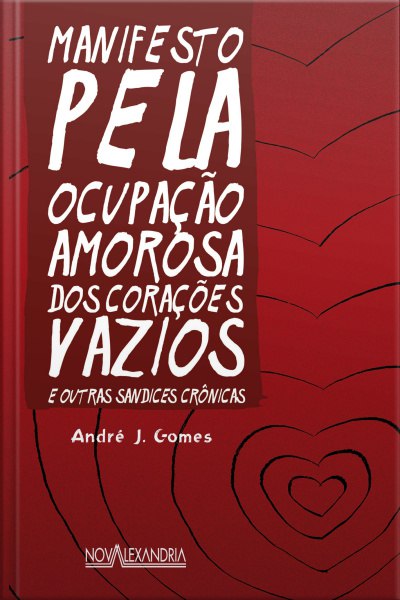 MANIFESTO
PELA
OCUPAÇÃO
AMOROSA
DOS CORAÇÕES
VAZIOS
E OUTRAS SANDICES CRÔNICAS
André J. Gomes
NOVALEXANDRIA